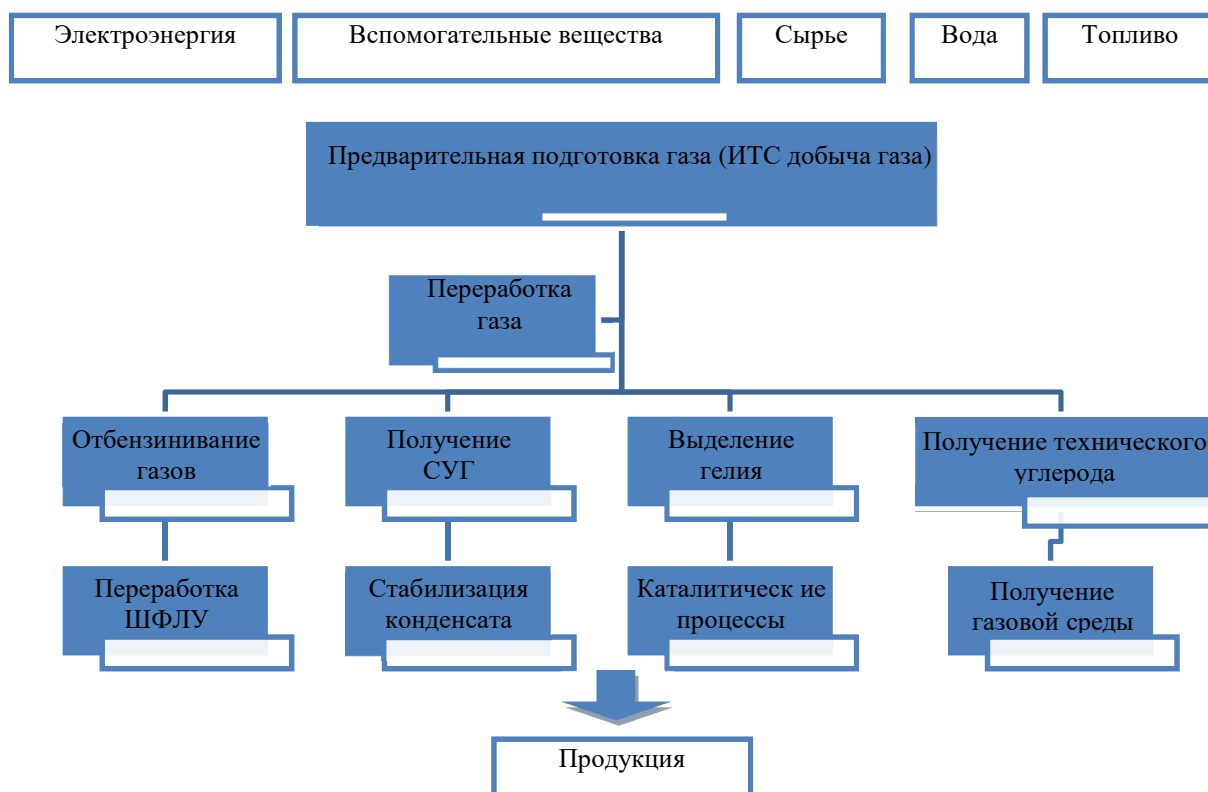 Электроэнергия
Вспомогательные вещества
Сырье
Вода
Топливо
Предварительная подготовка газа (ИТС добыча газа)
Переработка
газа
Отбензинивание
газов
Получение
СУГ
Выделение
гелия
Получение технического
углерода
Переработка
ШФЛУ
Стабилизация
конденсата
Каталитическ ие
процессы
Получение
газовой среды
Продукция